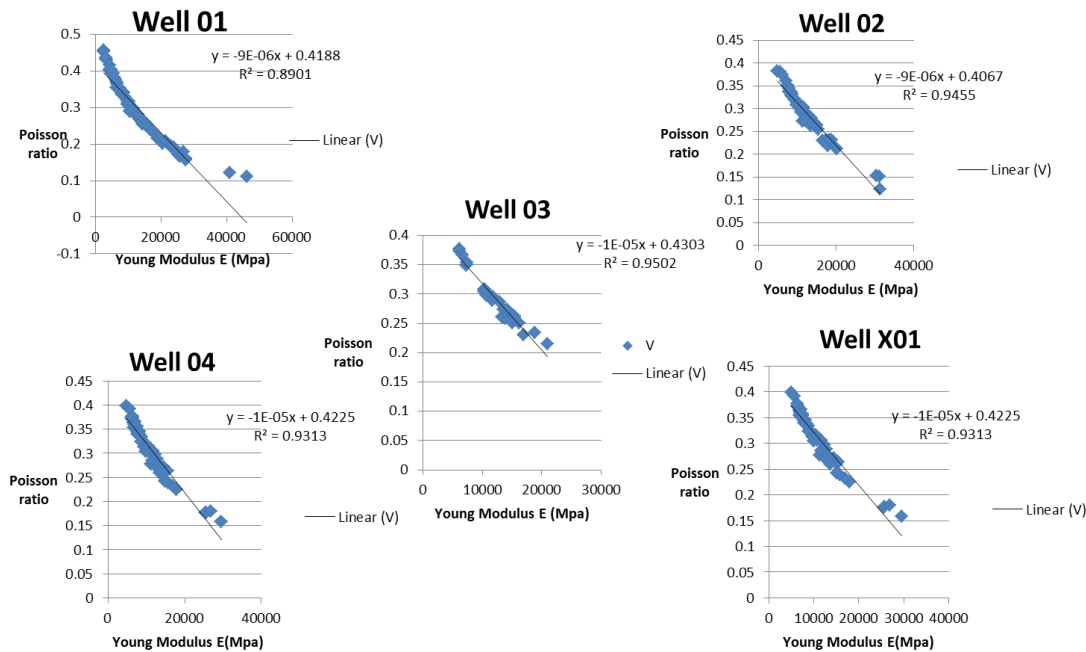 Well 01
0.5
0.4
0.3
0.2
0.1
0
-0.1
0
20000
40000
60000
y = -9E-06x + 0.4188
R² = 0.8901
Poisson
ratio
Linear (V)
Young Modulus E (Mpa)
Well 02
0.45
0.4
0.35
0.3
0.25
0.2
0.15
0.1
0.05
0
0
20000
40000
y = -9E-06x + 0.4067
R² = 0.9455
Poisson
ratio
Linear (V)
Young Modulus E (Mpa)
Well 03
0.4
0.35
0.3
0.25
0.2
0.15
0.1
0.05
0
0
10000
20000
30000
y = -1E-05x + 0.4303
R² = 0.9502
Poisson
ratio
V
Linear (V)
Young Modulus E (Mpa)
Well 04
0.45
0.4
0.35
0.3
0.25
0.2
0.15
0.1
0.05
0
0
20000
40000
y = -1E-05x + 0.4225
R² = 0.9313
Poisson
ratio
Linear (V)
Young Modulus E(Mpa)
Well X01
0.45
0.4
0.35
0.3
0.25
0.2
0.15
0.1
0.05
0
0
10000
20000
30000
40000
y = -1E-05x + 0.4225
R² = 0.9313
Poisson
ratio
Linear (V)
Young Modulus E (Mpa)